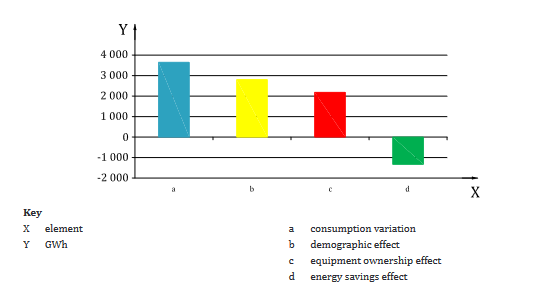 Y
4 000
3 000
2 000
1 000
0
-1 000
-2 000
a b c d
X
Key
X element
Y GWh
a consumption variation
b demographic effect
c equipment ownership effect
d energy savings effect